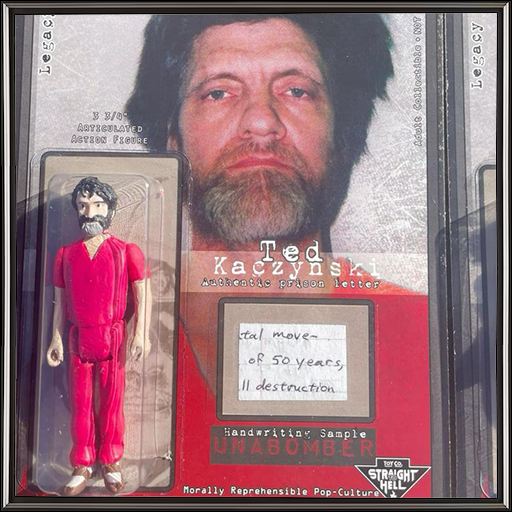 Legacy
3 3/4"
Articulated
Action Figure
Adult Collectible • NOT
Legacy
Ted
Kaczynski
Authentic prison letter
tal move-
of 50 years,
ll destruction
Handwriting Sample
UNABOMBER
TOY CO.
STRAIGHT
HELL
Morally Reprehensible Pop-Culture